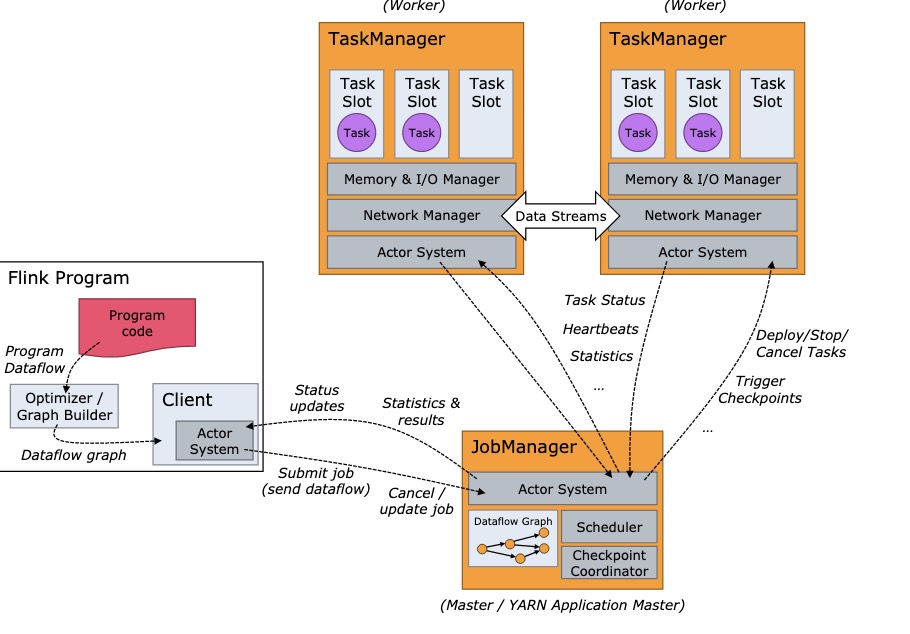 (Worker)
(Worker)
TaskManager
TaskManager
Task
Slot
Task
Slot
Task
Slot
Task
Slot
Task
Slot
Task
Slot
Task
Task
Task
Task
Memory & I/O Manager
Memory & I/O Manager
Network Manager
Data Streams
Network Manager
Actor System
Actor System
Flink Program
Program
code
Program
Dataflow
Optimizer /
Graph Builder
Dataflow graph
Client
Actor
System
Task Status
Heartbeats
Statistics
...
Deploy/Stop/
Cancel Tasks
Trigger
Checkpoints
...
Status
updates
Statistics &
results
Submit job
(send dataflow)
Cancel /
update job
JobManager
Actor System
Dataflow Graph
Scheduler
Checkpoint
Coordinator
(Master / YARN Application Master)